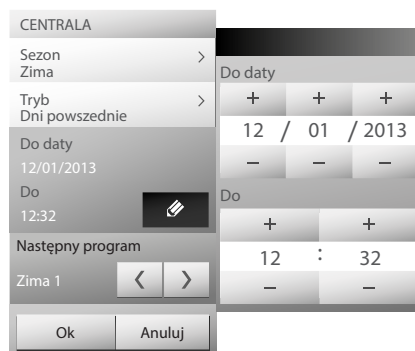 CENTRALA
Sezon
Zima
Tryb
Dni powszednie
Do daty
12/01/2013
Do
12:32
Następny program
Zima 1
Ok Anuluj
Do daty
+ + +
12 / 01 / 2013
− − −
Do
+ +
12 : 32
− −